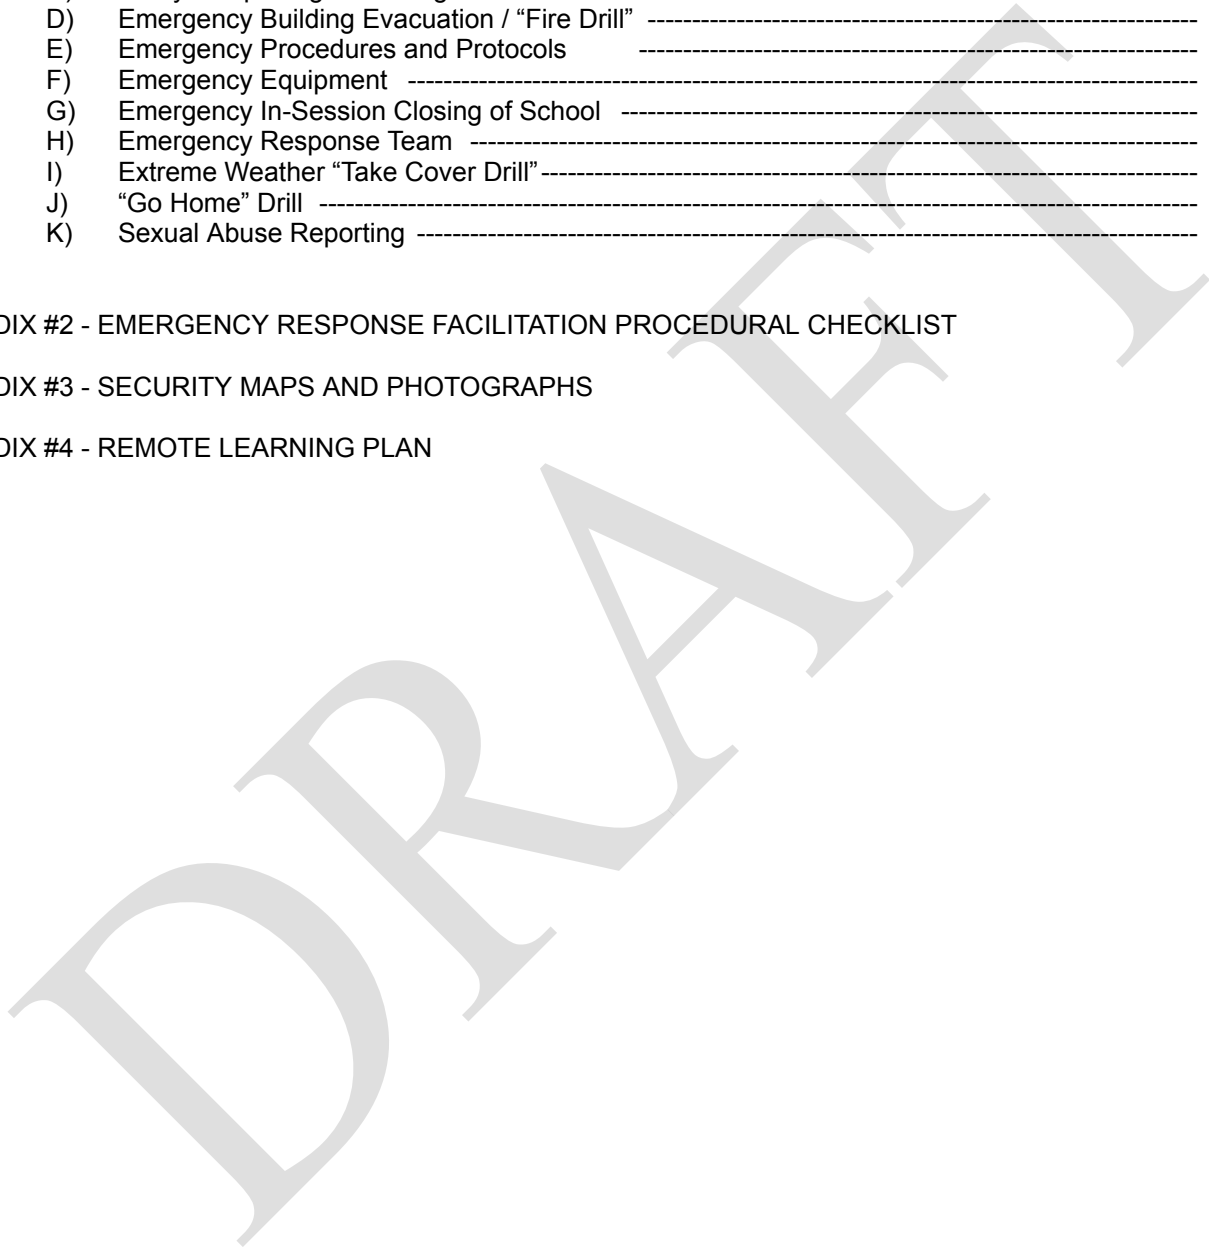 D) Emergency Building Evacuation / “Fire Drill” --------------------------------------------------------------
E) Emergency Procedures and Protocols ---------------------------------------------------------------
F) Emergency Equipment -----------------------------------------------------------------------------------------
G) Emergency In-Session Closing of School -----------------------------------------------------------------
H) Emergency Response Team ----------------------------------------------------------------------------------
I) Extreme Weather “Take Cover Drill” --------------------------------------------------------------------------
J) “Go Home” Drill ---------------------------------------------------------------------------------------------------
K) Sexual Abuse Reporting ----------------------------------------------------------------------------------------
DIX #2 - EMERGENCY RESPONSE FACILITATION PROCEDURAL CHECKLIST
DIX #3 - SECURITY MAPS AND PHOTOGRAPHS
DIX #4 - REMOTE LEARNING PLAN
DRAFT